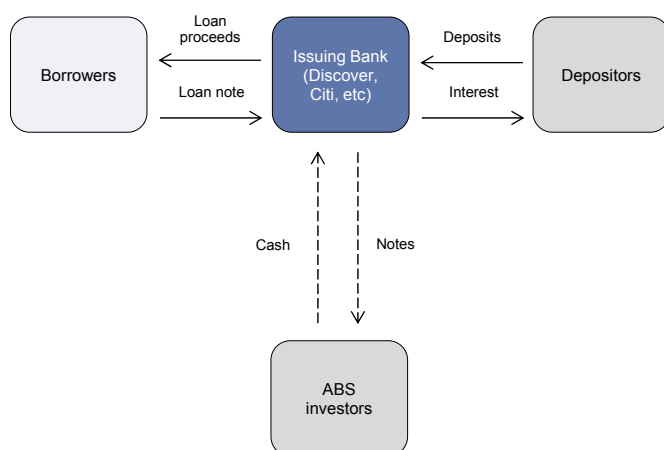 Loan
proceeds
Borrowers
Loan note
Issuing Bank
(Discover,
Citi, etc)
Deposits
Interest
Depositors
Cash
Notes
ABS
investors